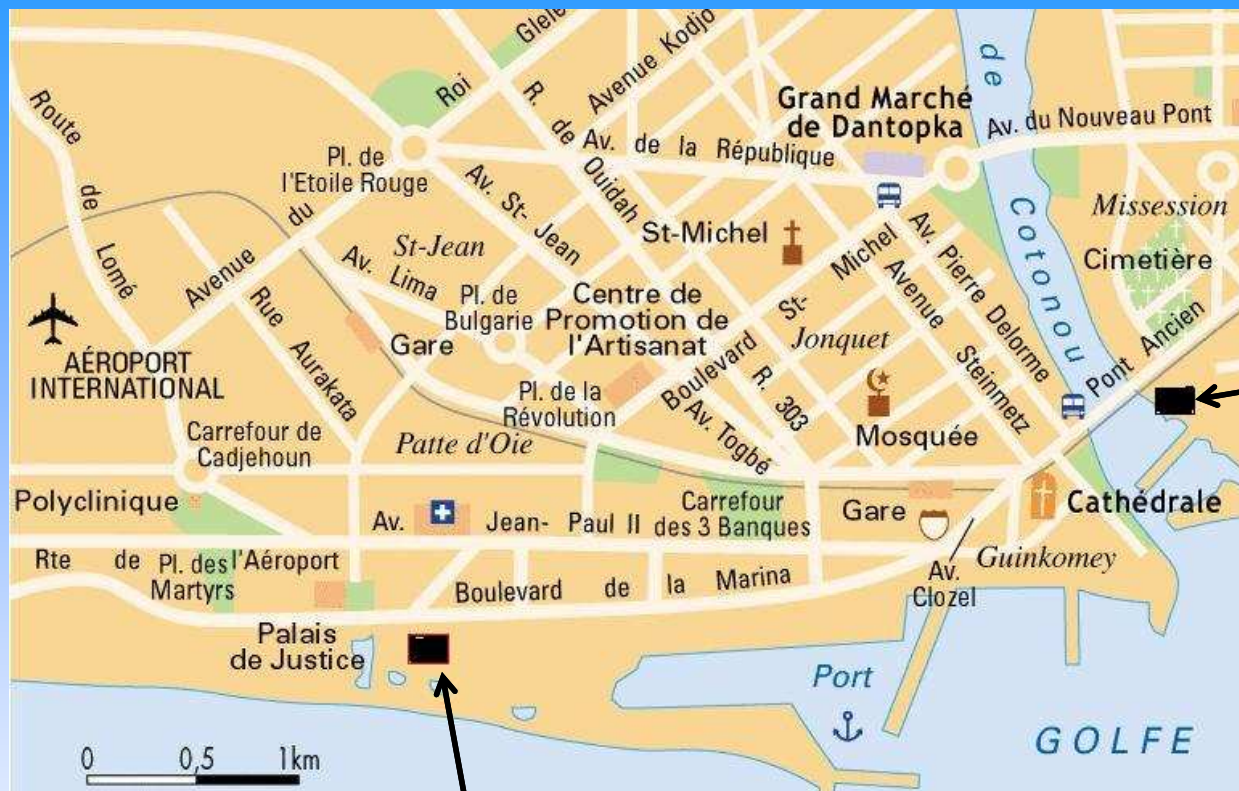 Roi Glele
Avenue Kodjo
R. de Ouidah
de Cotonou
Grand Marché
de Dantopka
Av. du Nouveau Pont
Route de Lomé
Pl. de
l'Etoile Rouge
Av. de la République
Missession
Avenue du
Av. St-Jean
St-Jean
St-Michel
Cimetière
Av. Lima
Pl. de
Bulgarie
Centre de
Promotion de
l'Artisanat
Boulevard St-Michel
Avenue Steinmetz
Av. Pierre Delorme
Pont Ancien
Jonquet
AÉROPORT
INTERNATIONAL
Rue Aurakata
Gare
Pl. de la
Révolution
R. 303
Av. Togbé
Mosquée
Carrefour de
Cadjehoun
Patte d'Oie
Polyclinique
Carrefour
des 3 Banques
Gare
Cathédrale
Av. Jean-Paul II
Rte de l'Aéroport
Pl. des
Martyrs
Boulevard de la Marina
Guinkomey
Av.
Clozel
Palais
de Justice
Port
GOLFE
0 0,5 1km